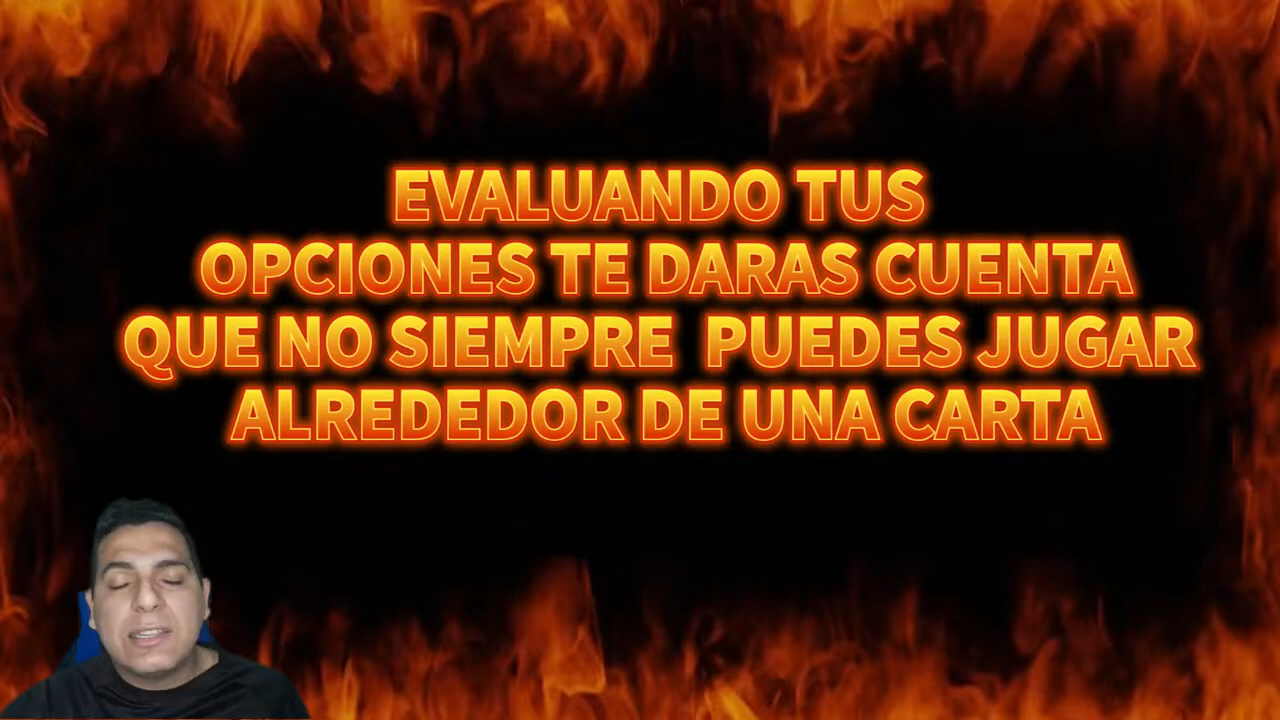 EVALUANDO TUS
OPCIONES TE DARAS CUENTA
QUE NO SIEMPRE PUEDES JUGAR
ALREDEDOR DE UNA CARTA